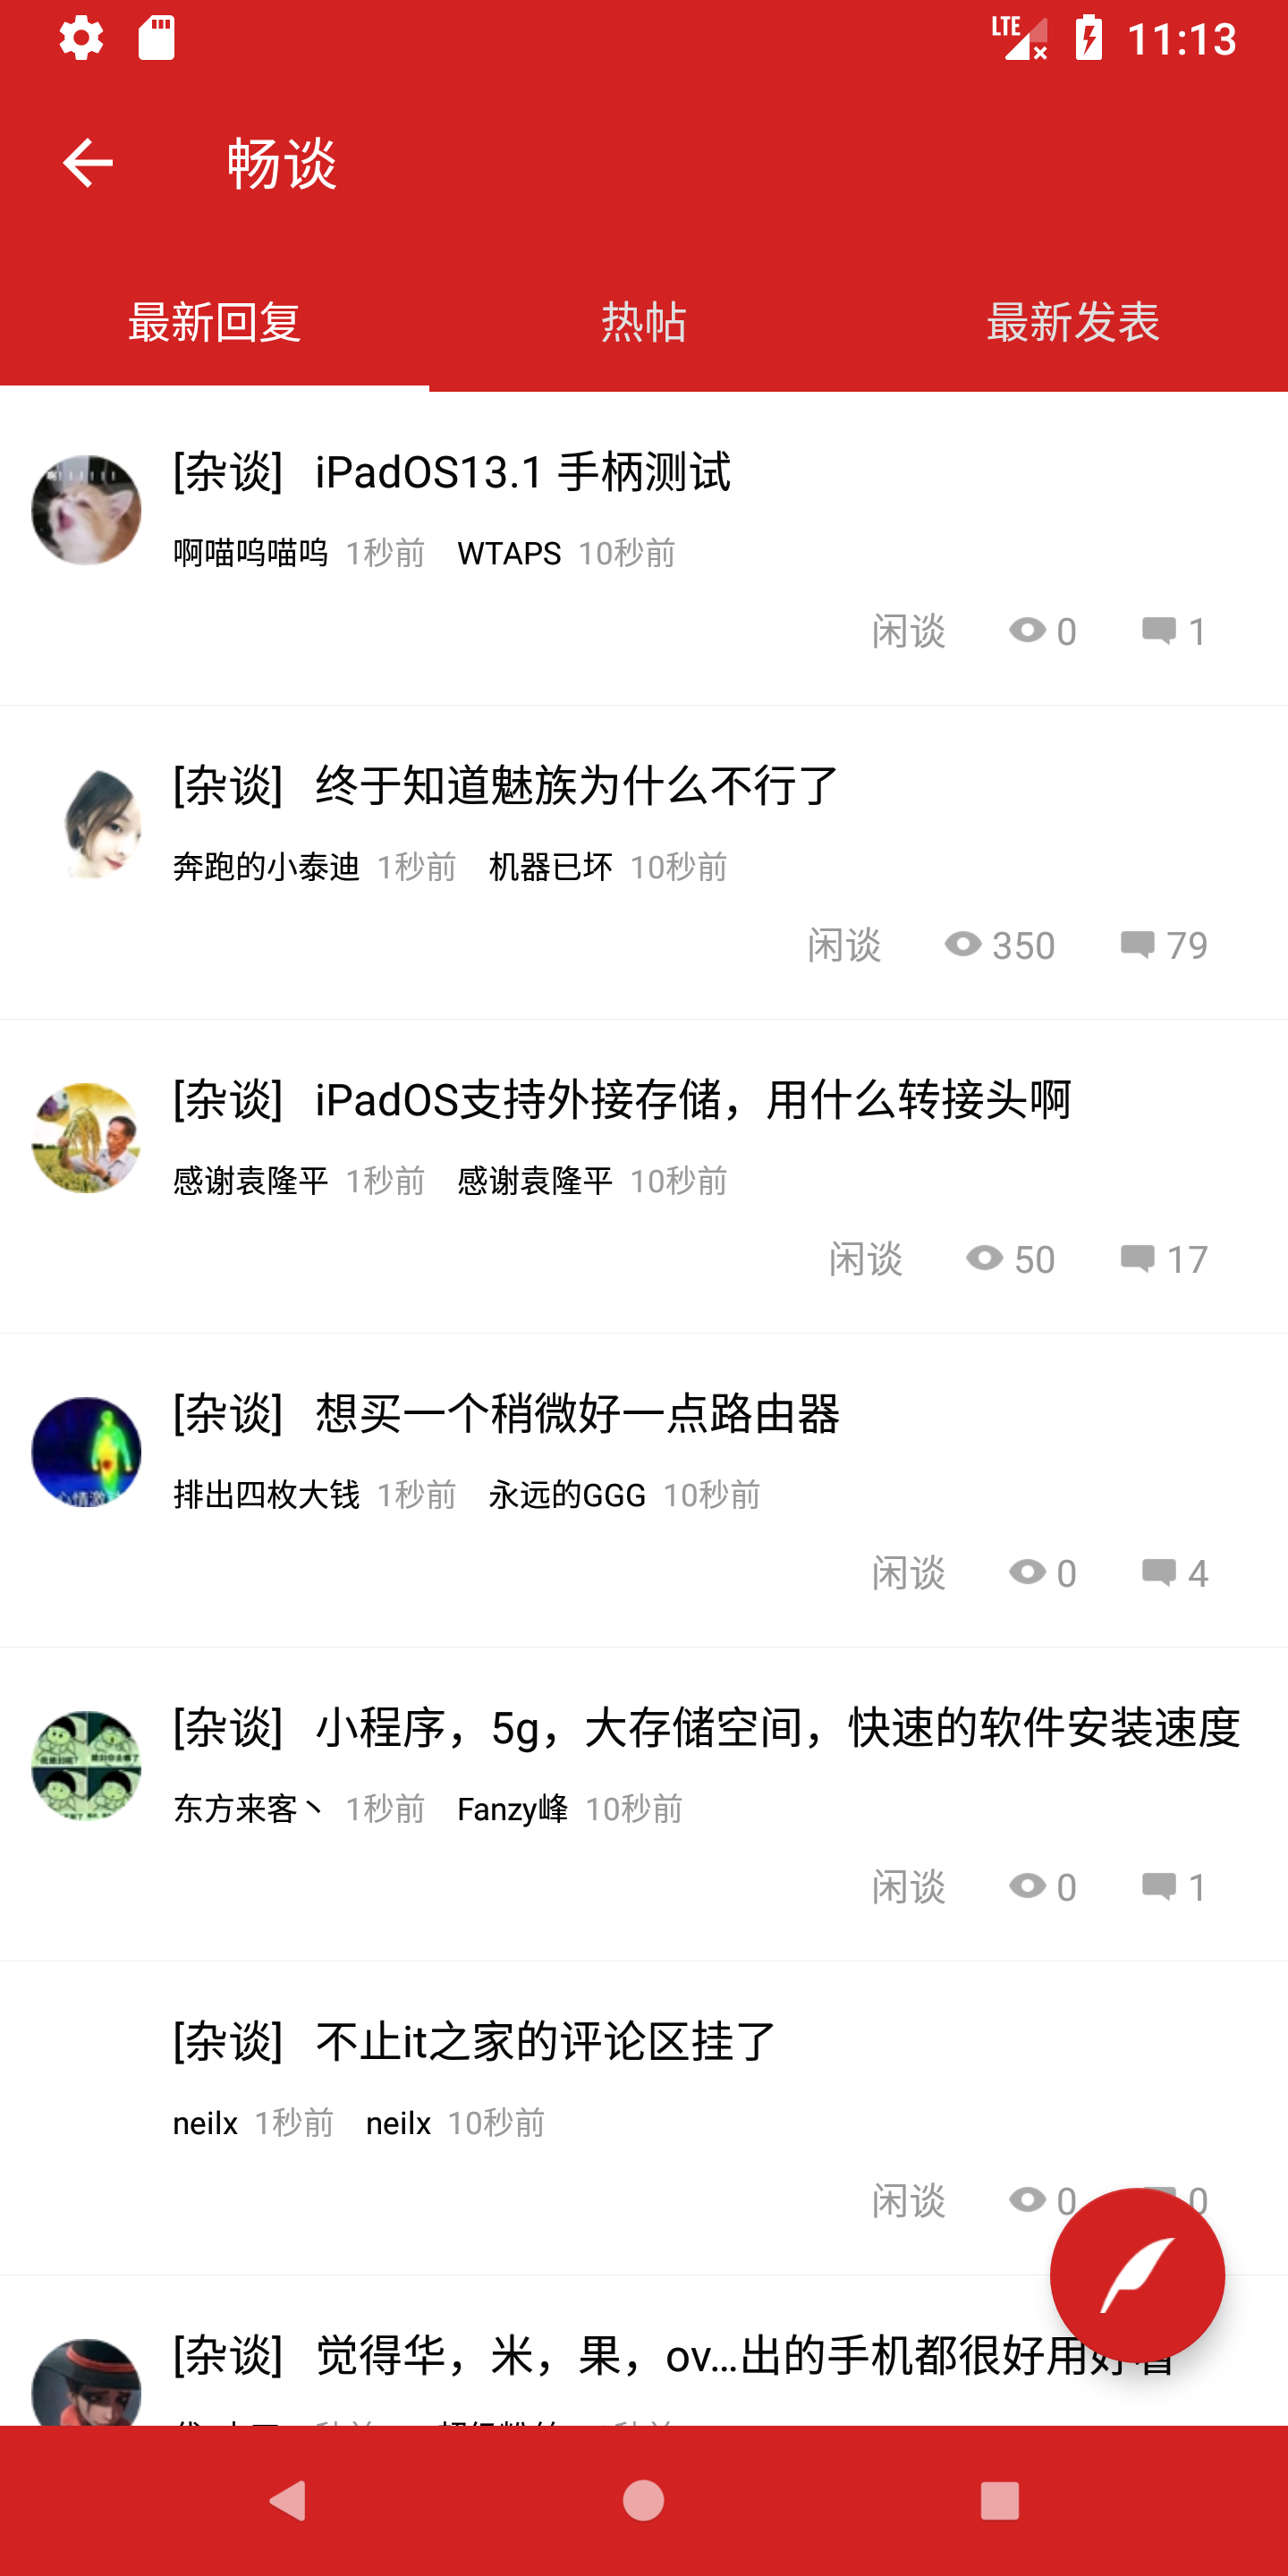 LTE 11:13
畅谈
最新回复 热帖 最新发表
[杂谈] iPadOS13.1 手柄测试
啊喵呜喵呜 1秒前 WTAPS 10秒前
闲谈 0 1
[杂谈] 终于知道魅族为什么不行了
奔跑的小泰迪 1秒前 机器已坏 10秒前
闲谈 350 79
[杂谈] iPadOS支持外接存储，用什么转接头啊
感谢袁隆平 1秒前 感谢袁隆平 10秒前
闲谈 50 17
[杂谈] 想买一个稍微好一点路由器
排出四枚大钱 1秒前 永远的GGG 10秒前
闲谈 0 4
[杂谈] 小程序，5g，大存储空间，快速的软件安装速度
东方来客丶 1秒前 Fanzy峰 10秒前
闲谈 0 1
[杂谈] 不止it之家的评论区挂了
neilx 1秒前 neilx 10秒前
闲谈 0 0
[杂谈] 觉得华，米，果，ov...出的手机都很好用好看